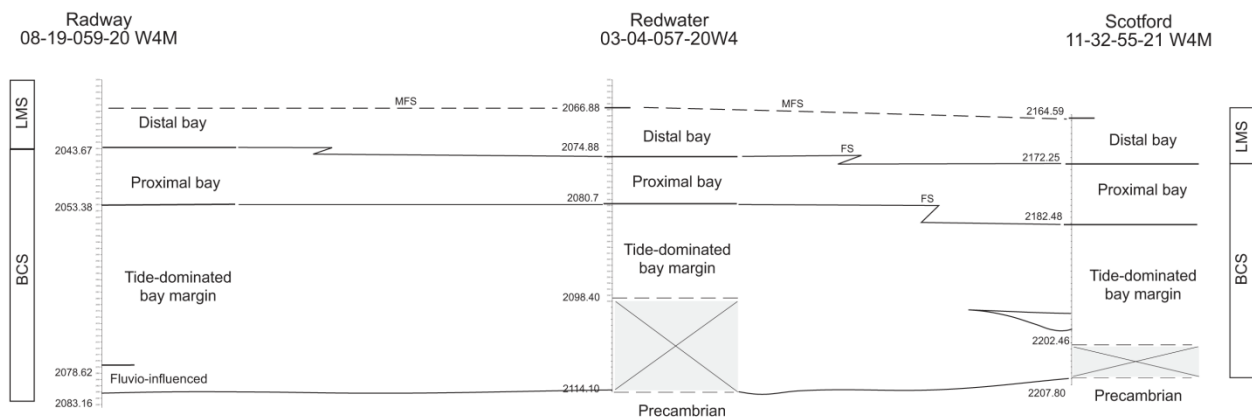 Radway
08-19-059-20 W4M
Redwater
03-04-057-20W4
Scotford
11-32-55-21 W4M
LMS
BCS
MFS
2066.88
MFS
2164.59
LMS
BCS
Distal bay
Distal bay
Distal bay
2043.67
2074.88
FS
2172.25
Proximal bay
Proximal bay
Proximal bay
2053.38
2080.7
FS
2182.48
Tide-dominated
bay margin
Tide-dominated
bay margin
Tide-dominated
bay margin
2098.40
2202.46
2078.62
Fluvio-influenced
2083.16
2114.10
Precambrian
2207.80
Precambrian